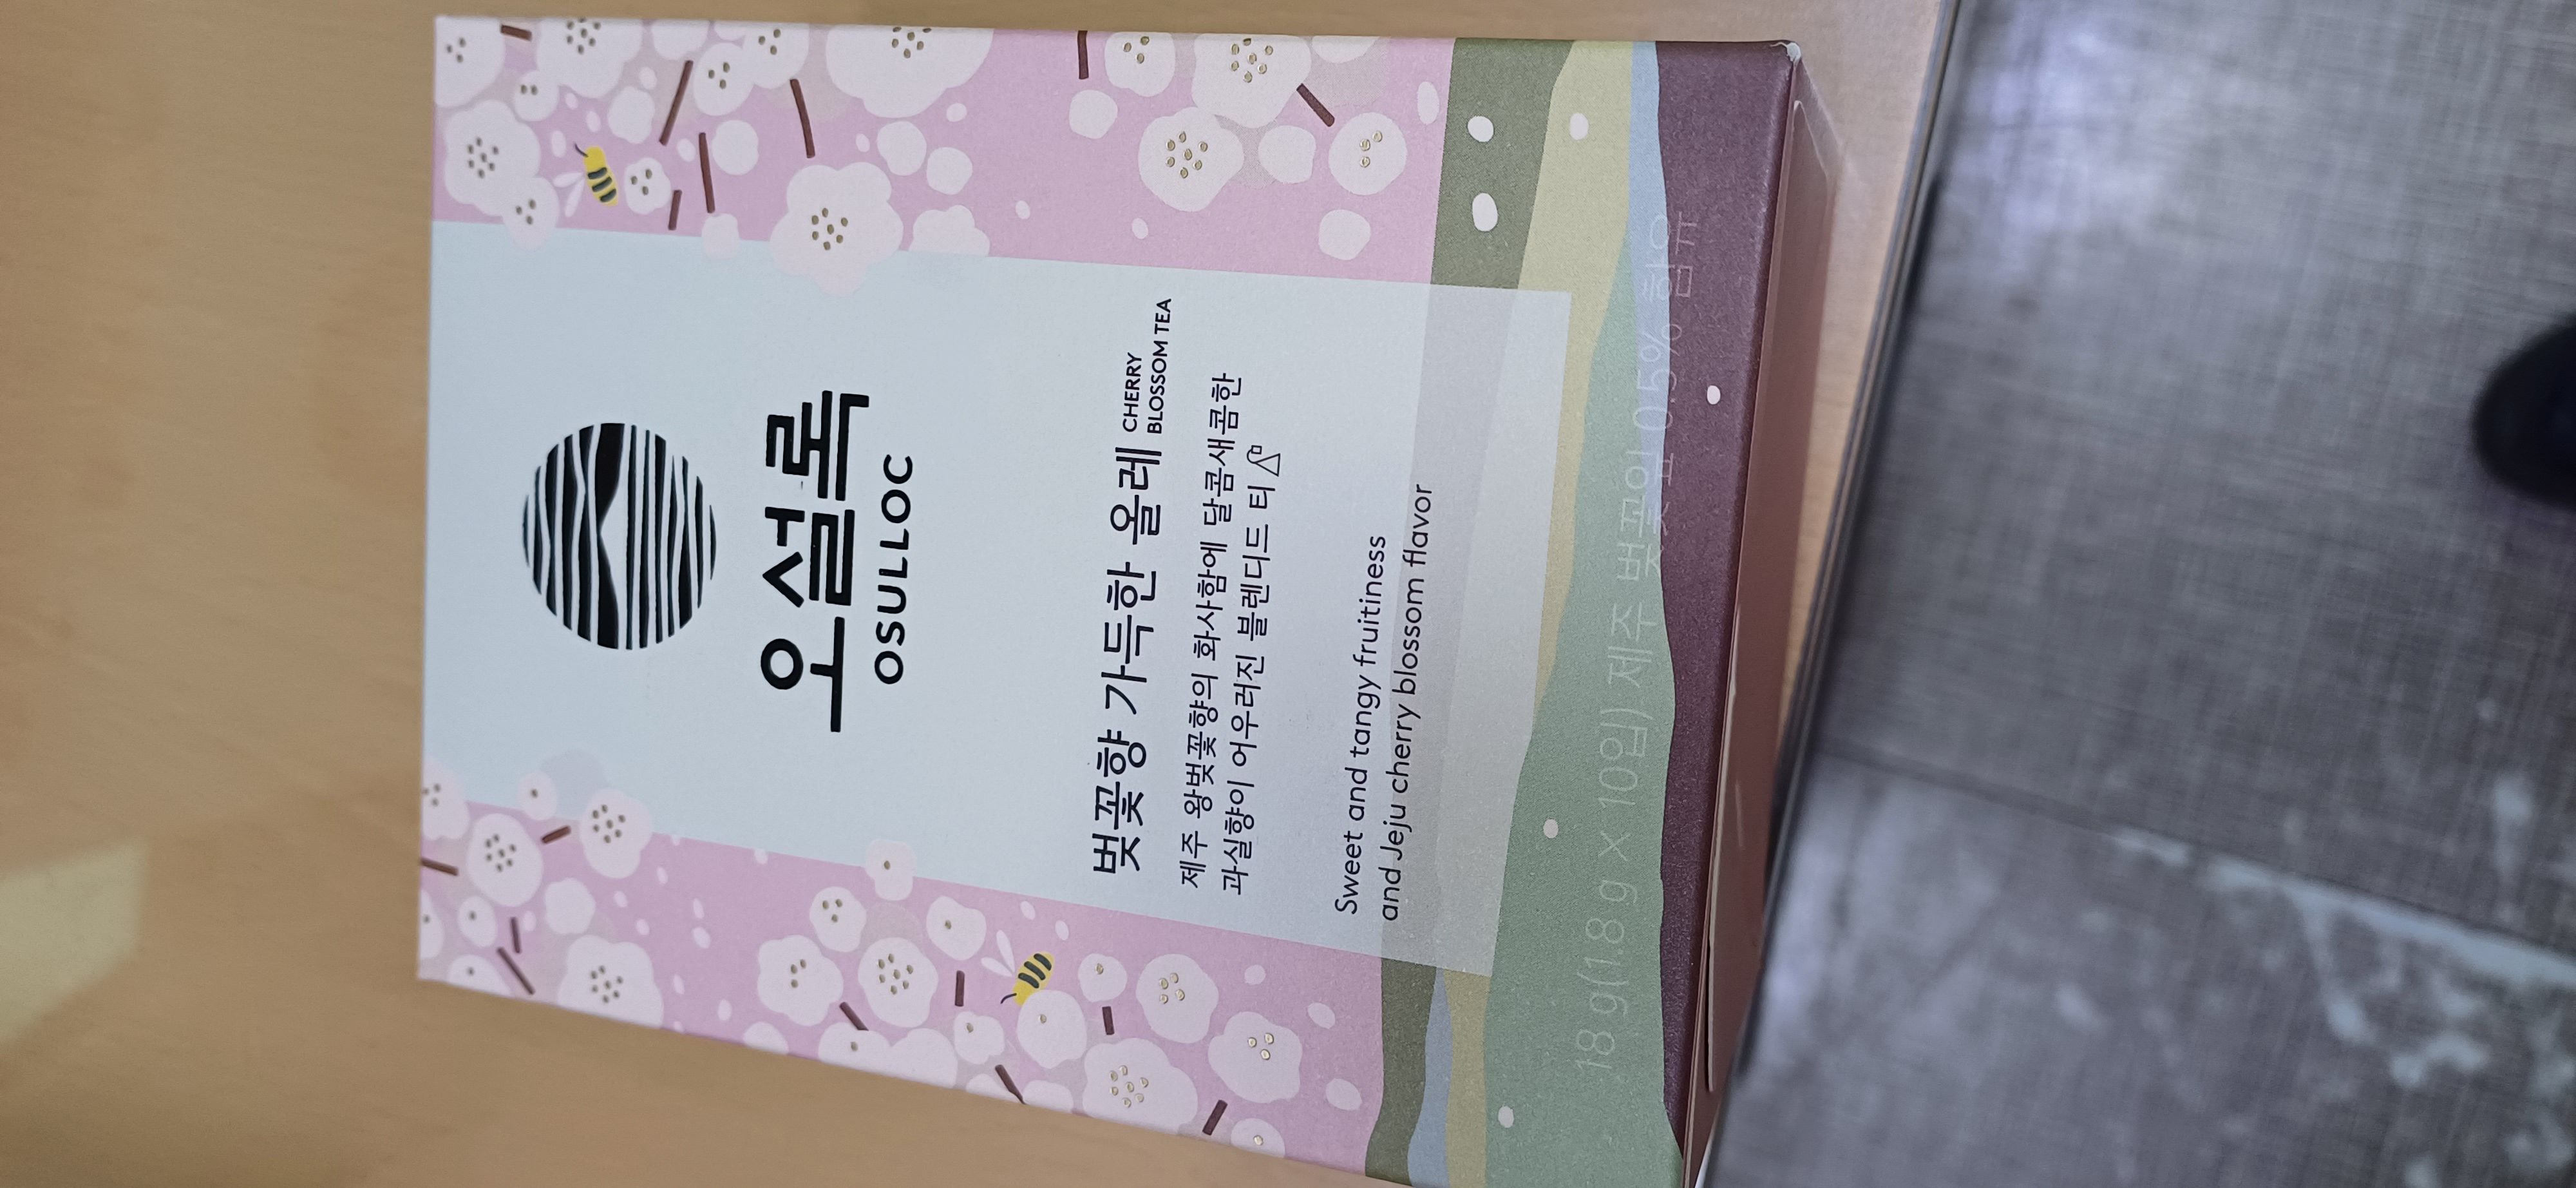 오설록
OSULLOC
벚꽃향 가득한 올레 CHERRY
BLOSSOM TEA
제주 왕벚꽃향의 화사함에 달콤새콤한
과실향이 어우러진 블렌디드 티
Sweet and tangy fruitiness
and Jeju cherry blossom flavor
18 g(1.8 g X 10입) 제주 벚꽃잎 0.5% 함유